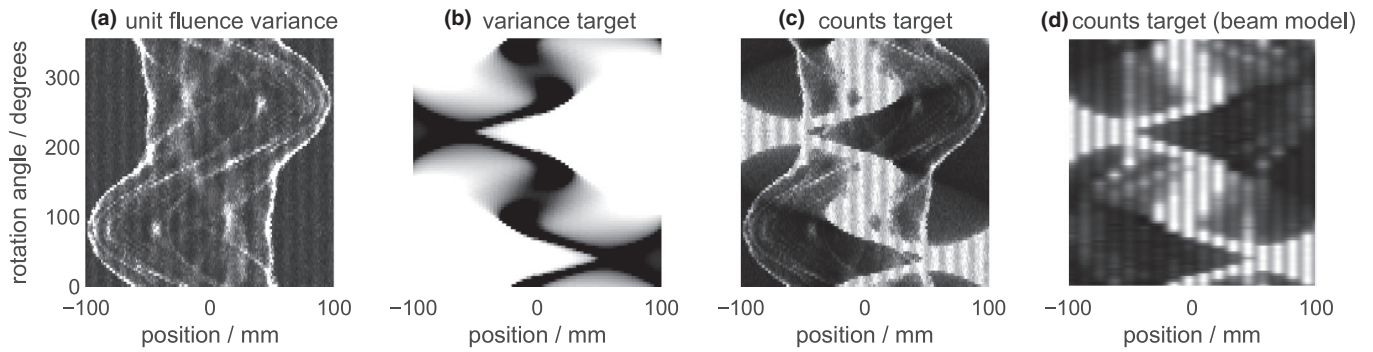 (a) unit fluence variance
(b) variance target
(c) counts target
(d) counts target (beam model)
rotation angle / degrees
300
200
100
0
−100 0 100
−100 0 100
−100 0 100
−100 0 100
position / mm
position / mm
position / mm
position / mm